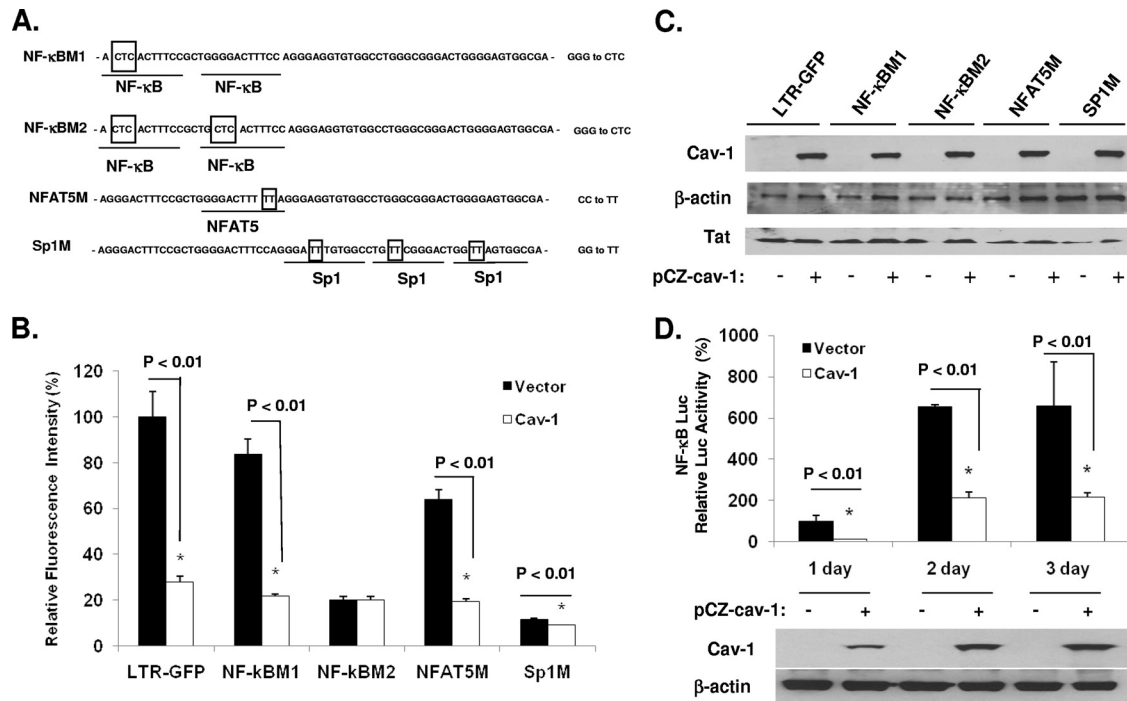 A.
NF-κBM1 - A CTC ACTTTCCGCTGGGGACTTTCC AGGGAGGTGTGGCCTGGGCGGGACTGGGGAGTGGCGA - GGG to CTC
NF-κB NF-κB
NF-κBM2 - A CTC ACTTTCCGCTG CTC ACTTTCC AGGGAGGTGTGGCCTGGGCGGGACTGGGGAGTGGCGA - GGG to CTC
NF-κB NF-κB
NFAT5M - AGGGACTTTCCGCTGGGGACTTT TT AGGGAGGTGTGGCCTGGGCGGGACTGGGGAGTGGCGA - CC to TT
NFAT5
Sp1M - AGGGACTTTCCGCTGGGGACTTTCCAGGGA TT TGTGGCC TG TT CGGGACT GG TT AGTGGCGA - GG to TT
Sp1 Sp1 Sp1
B.
Relative Fluorescence Intensity (%)
120
100
80
60
40
20
0
P < 0.01
P < 0.01
P < 0.01
P < 0.01
* * * *
Vector
Cav-1
LTR-GFP NF-kBM1 NF-kBM2 NFAT5M Sp1M
C.
LTR-GFP NF-κBM1 NF-κBM2 NFAT5M SP1M
Cav-1
β-actin
Tat
pCZ-cav-1: - + - + - + - + - +
D.
NF-κB Luc
Relative Luc Acitivity (%)
1000
800
600
400
200
0
Vector
Cav-1
P < 0.01
P < 0.01
P < 0.01
* * *
1 day 2 day 3 day
pCZ-cav-1: - + - + - +
Cav-1
β-actin